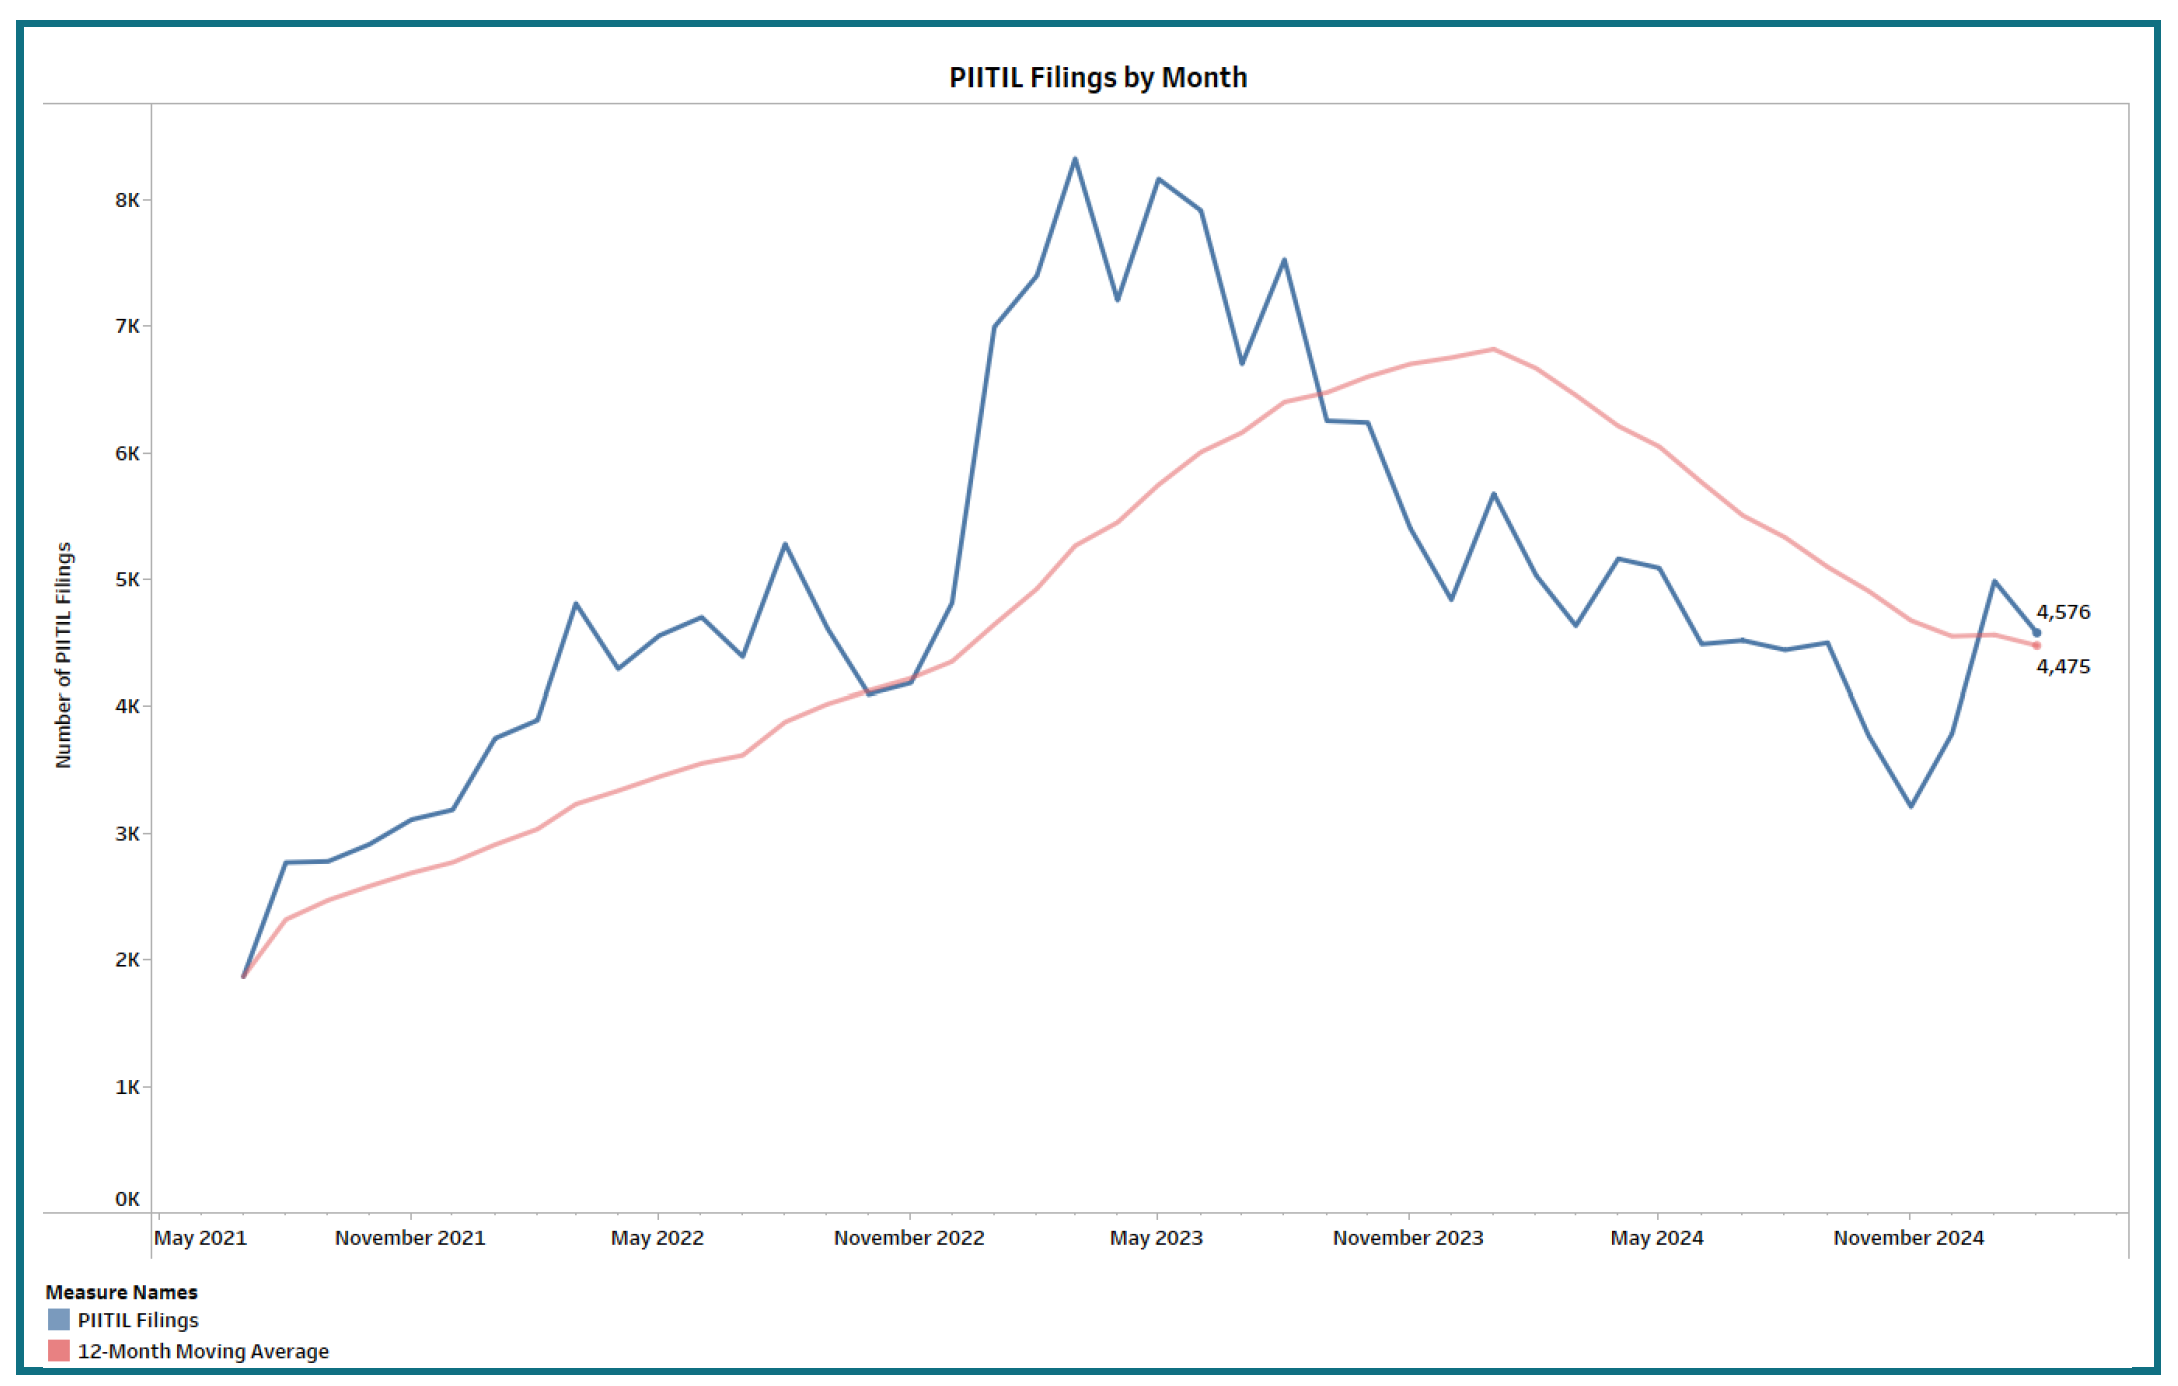 PIITIL Filings by Month
Number of PIITIL Filings
8K
7K
6K
5K
4K
3K
2K
1K
0K
4,576
4,475
May 2021
November 2021
May 2022
November 2022
May 2023
November 2023
May 2024
November 2024
Measure Names
PIITIL Filings
12-Month Moving Average